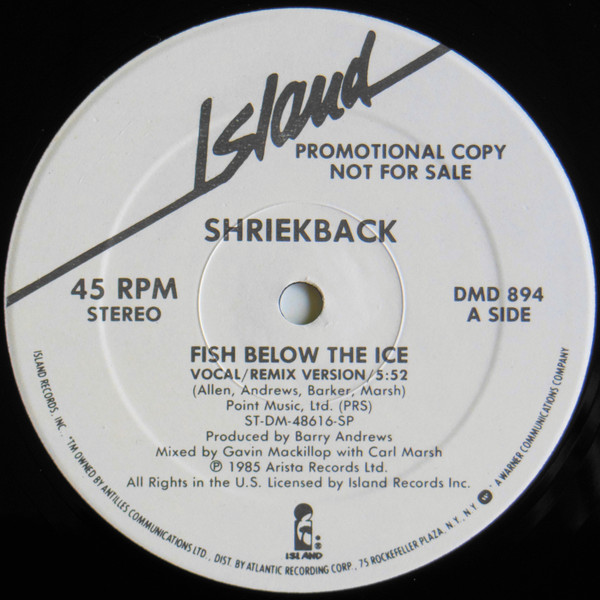 Island
PROMOTIONAL COPY
NOT FOR SALE
SHRIEKBACK
45 RPM
STEREO
DMD 894
A SIDE
FISH BELOW THE ICE
VOCAL/REMIX VERSION/5:52
(Allen, Andrews, Barker, Marsh)
Point Music, Ltd. (PRS)
ST-DM-48616-SP
Produced by Barry Andrews
Mixed by Gavin Mackillop with Carl Marsh
℗ 1985 Arista Records Ltd.
All Rights in the U.S. Licensed by Island Records Inc.
ISLAND ®
ISLAND RECORDS, INC., ™ OWNED BY ANTILLES COMMUNICATIONS LTD., DIST. BY ATLANTIC RECORDING CORP., 75 ROCKEFELLER PLAZA, N.Y., N.Y. A WARNER COMMUNICATIONS COMPANY